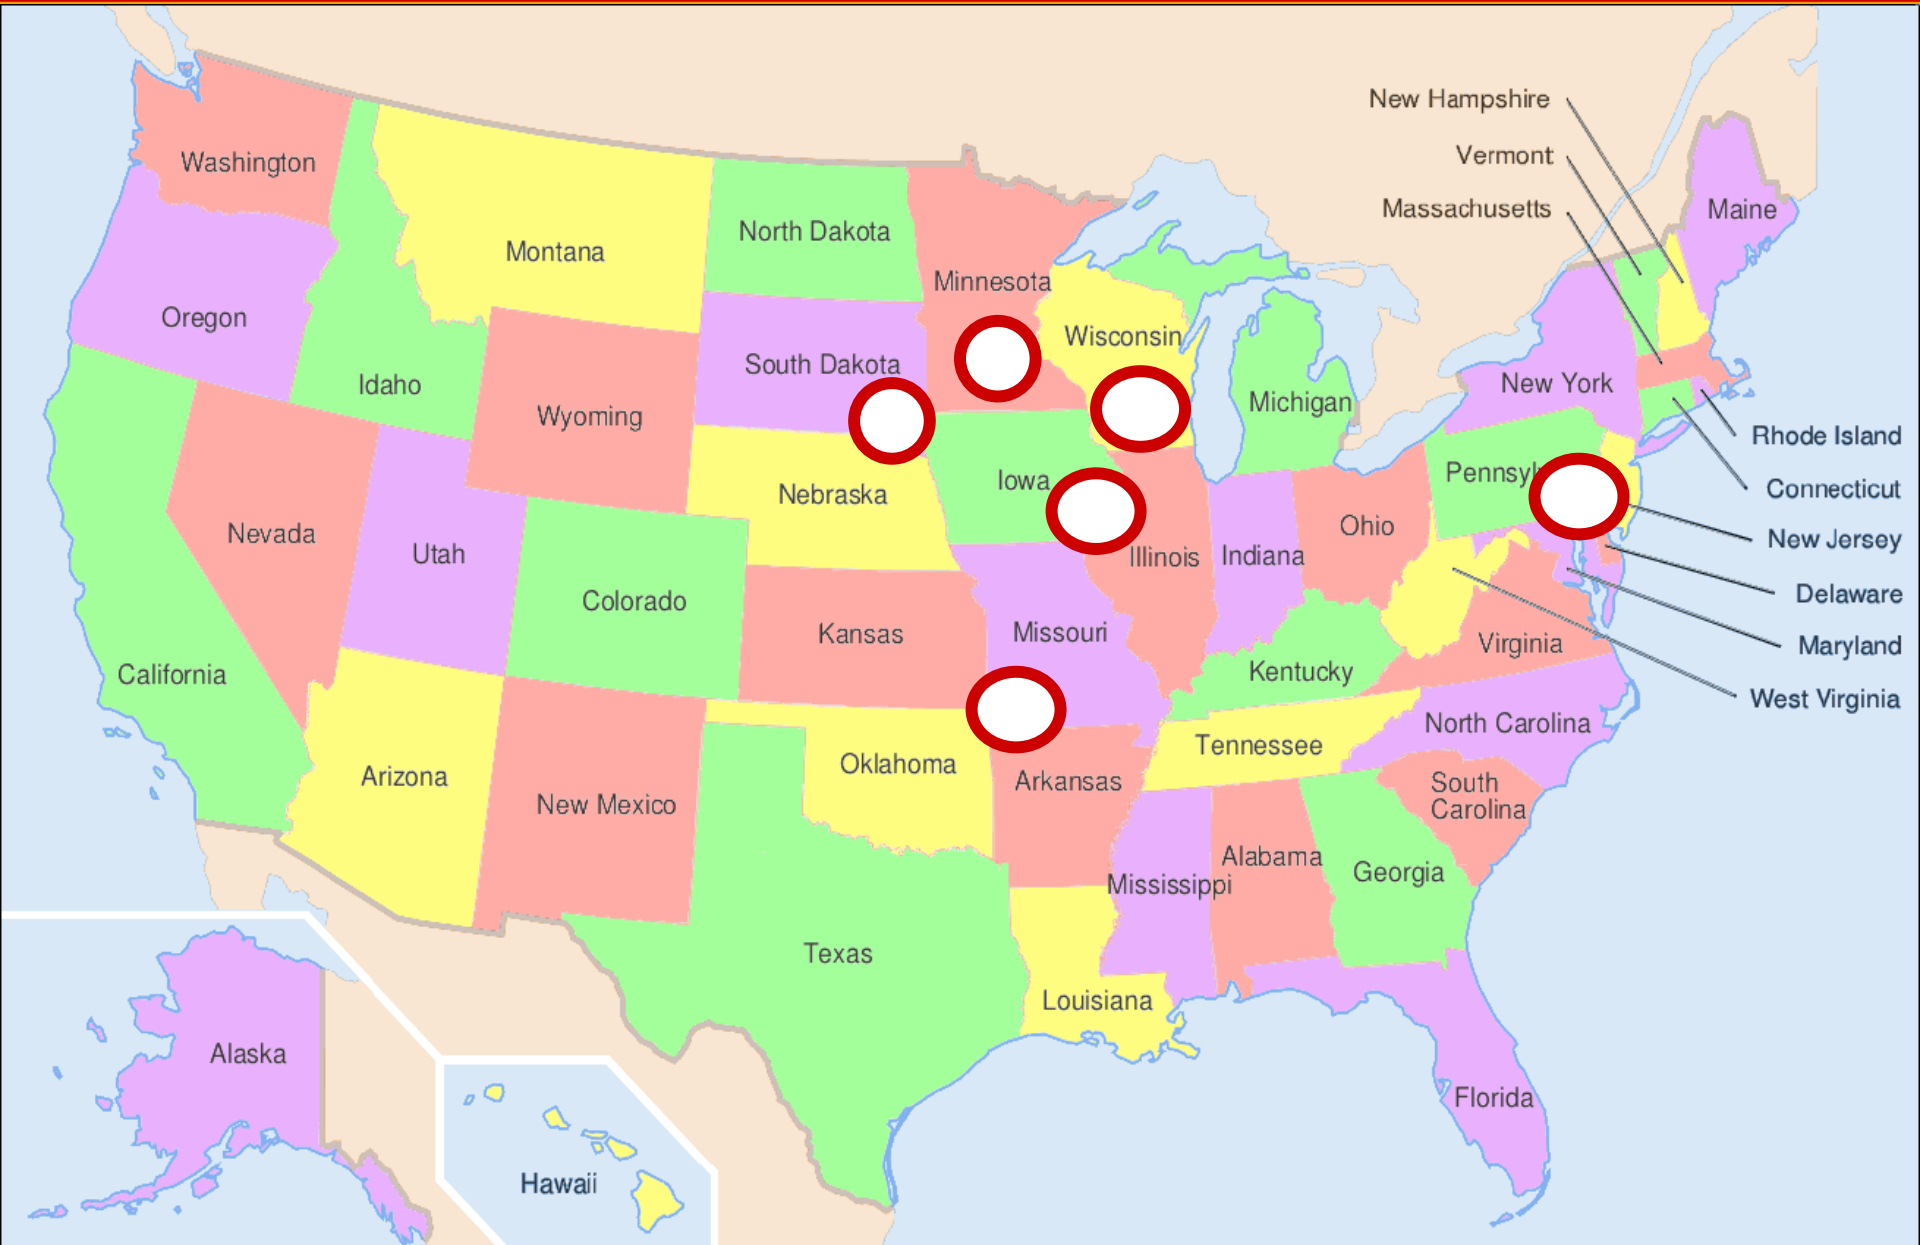 New Hampshire
Vermont
Massachusetts
Maine
Washington
Montana
North Dakota
Minnesota
Oregon
Idaho
Wyoming
South Dakota
Wisconsin
Michigan
New York
Rhode Island
Connecticut
New Jersey
Delaware
Maryland
West Virginia
Nebraska
Iowa
Pennsyl
Nevada
Utah
Colorado
Kansas
Missouri
Illinois
Indiana
Ohio
Virginia
Kentucky
California
Arizona
New Mexico
Oklahoma
Arkansas
Tennessee
North Carolina
South
Carolina
Texas
Louisiana
Mississippi
Alabama
Georgia
Florida
Alaska
Hawaii